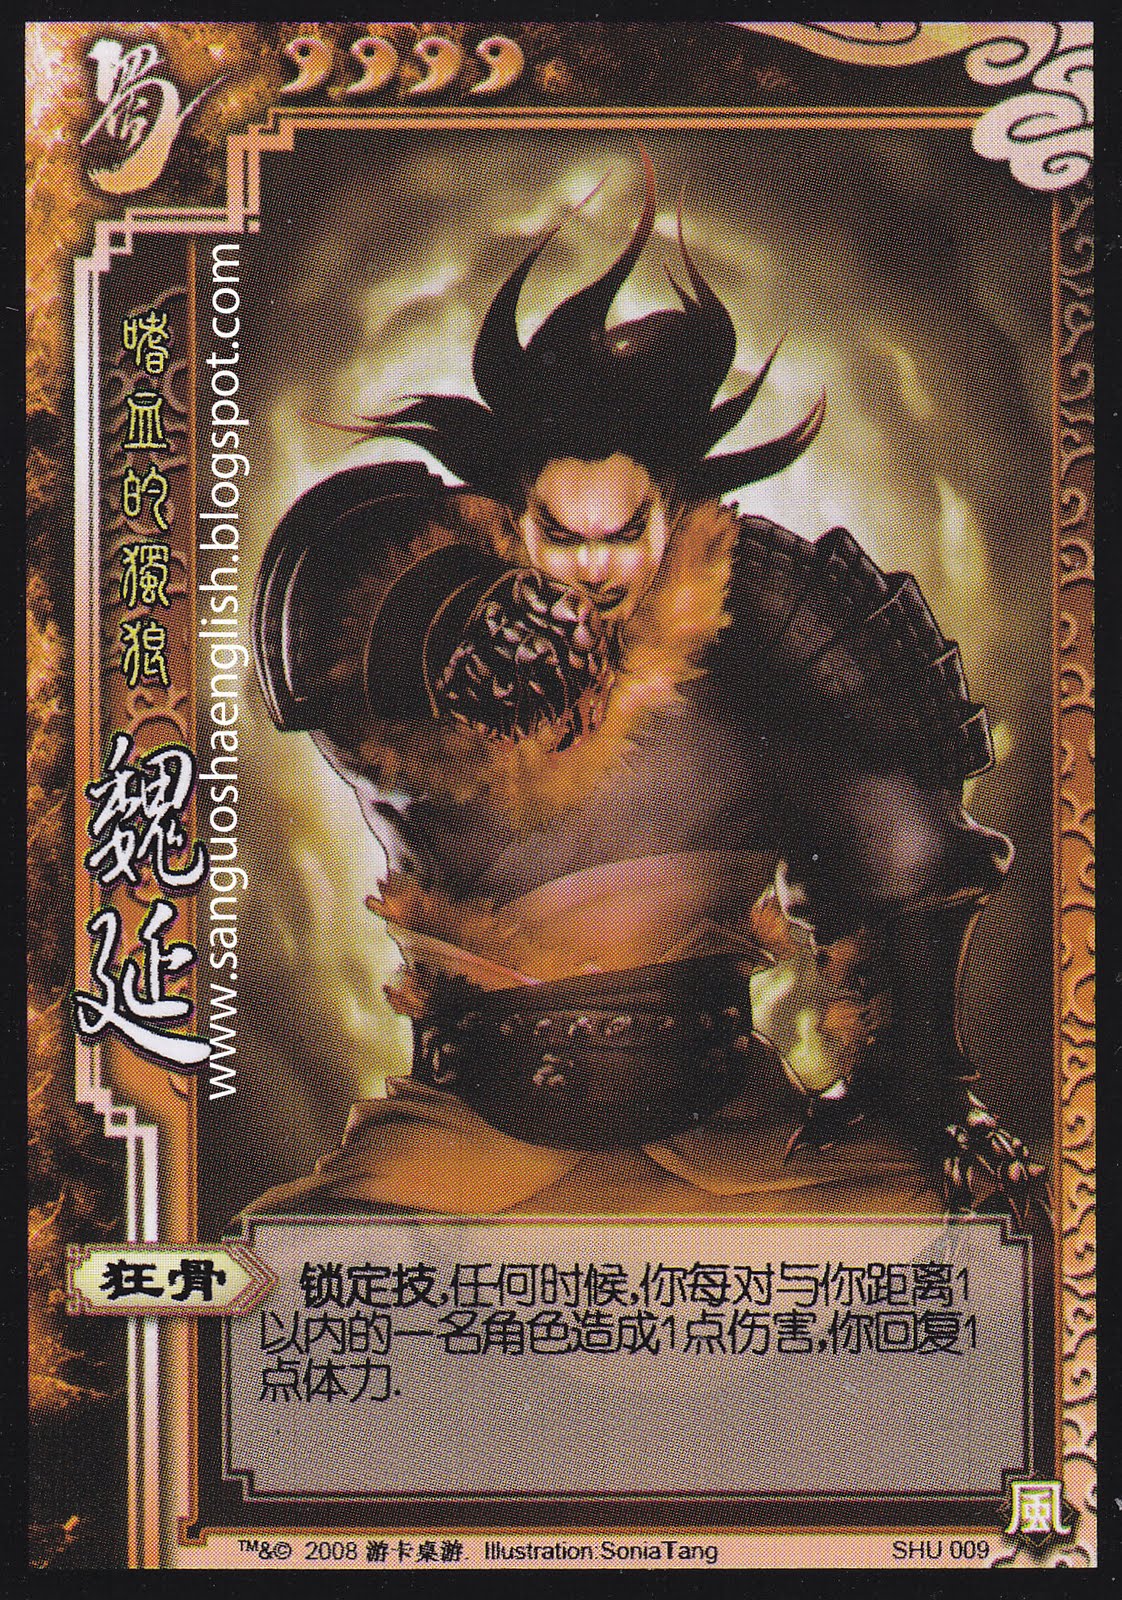 蜀
嗜血的獨狼
魏延
www.sanguoshaenglish.blogspot.com
狂骨
锁定技,任何时候,你每对与你距离1
以内的一名角色造成1点伤害,你回复1
点体力.
風
™&© 2008 游卡桌游. Illustration:SoniaTang
SHU 009